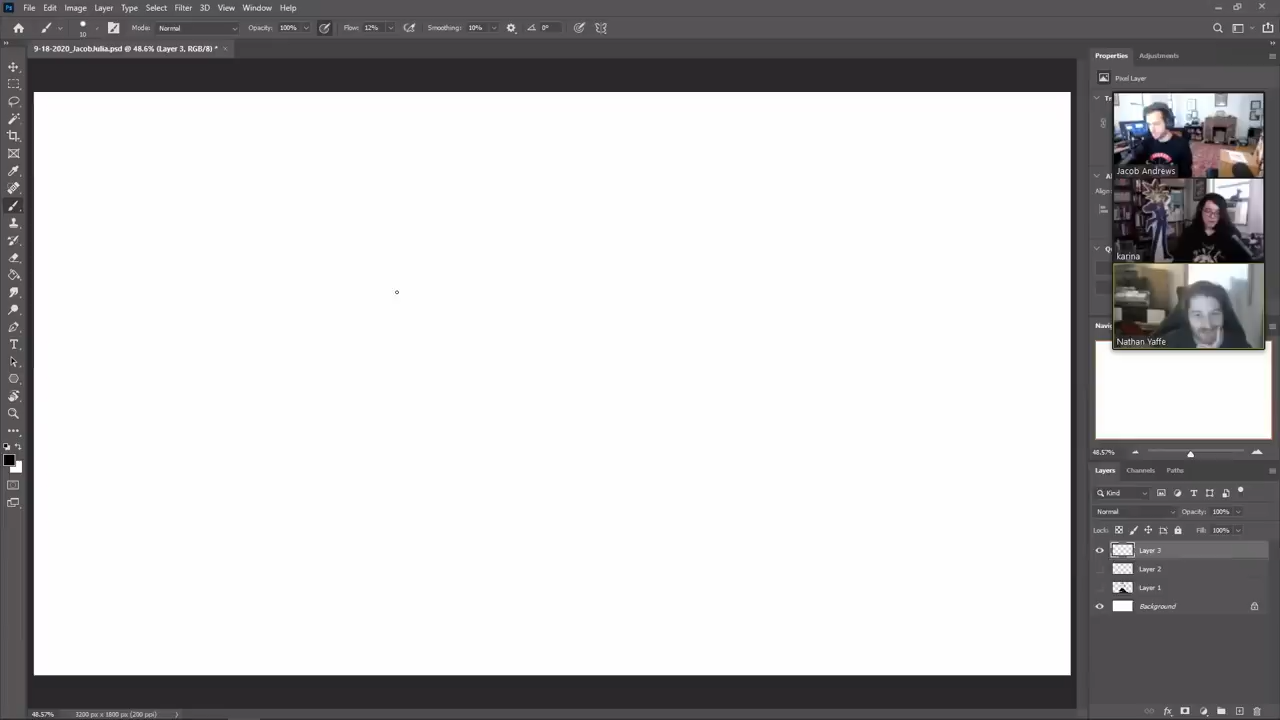 File Edit Image Layer Type Select Filter 3D View Window Help
10 Mode: Normal Opacity: 100% Flow: 12% Smoothing: 10% 0°
9-18-2020_JacobJulia.psd @ 48.6% (Layer 3, RGB/8) * ×
Properties Adjustments
Pixel Layer
Jacob Andrews
karina
Nathan Yaffe
48.57%
Layers Channels Paths
Kind
Normal Opacity: 100%
Lock: Fill: 100%
Layer 3
Layer 2
Layer 1
Background
48.57% 3200 px x 1800 px (200 ppi)